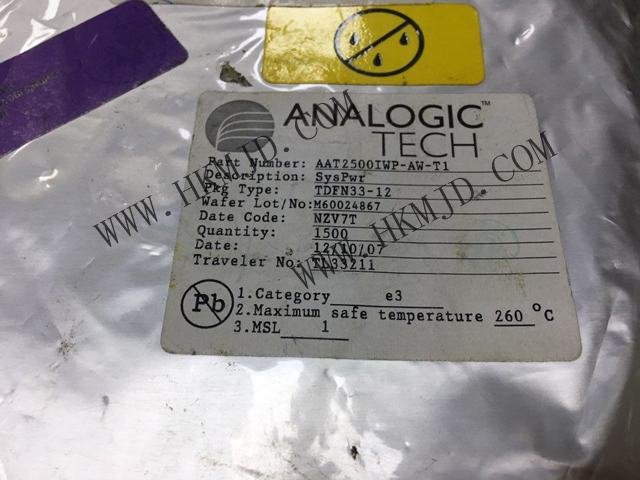 ANALOGIC™
TECH
Part Number: AAT2500IWP-AW-T1
Description: SysPwr
Pkg Type: TDFN33-12
Wafer Lot/No: M60024867
Date Code: NZV7T
Quantity: 1500
Date: 12/10/07
Traveler No: TL33211
Pb
1.Category e3
2.Maximum safe temperature 260 °C
3.MSL 1
WWW.HKMJD.COM
WWW.HKMJD.COM